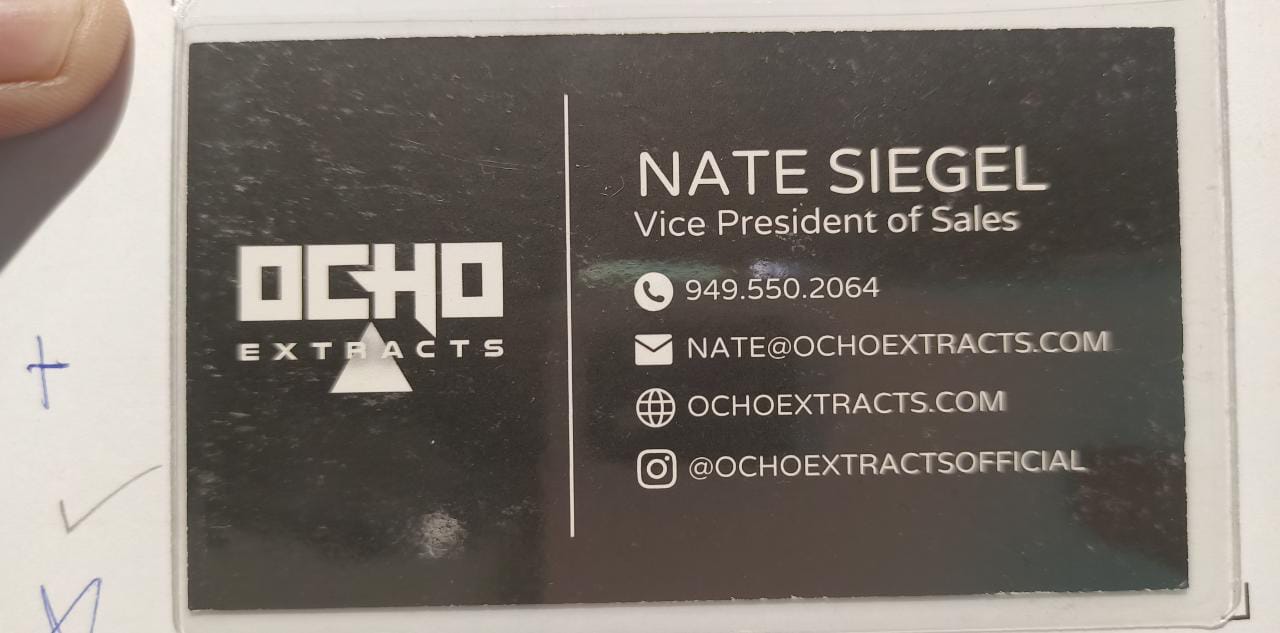 OCHO
EXTRACTS
NATE SIEGEL
Vice President of Sales
949.550.2064
NATE@OCHOEXTRACTS.COM
OCHOEXTRACTS.COM
@OCHOEXTRACTSOFFICIAL